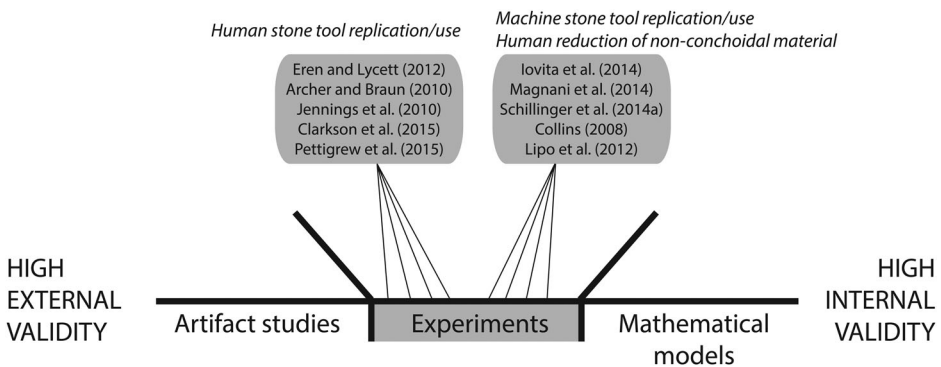 Human stone tool replication/use
Machine stone tool replication/use
Human reduction of non-conchoidal material
Eren and Lycett (2012)
Archer and Braun (2010)
Jennings et al. (2010)
Clarkson et al. (2015)
Pettigrew et al. (2015)
Iovita et al. (2014)
Magnani et al. (2014)
Schillinger et al. (2014a)
Collins (2008)
Lipo et al. (2012)
HIGH
EXTERNAL
VALIDITY
Artifact studies
Experiments
Mathematical
models
HIGH
INTERNAL
VALIDITY